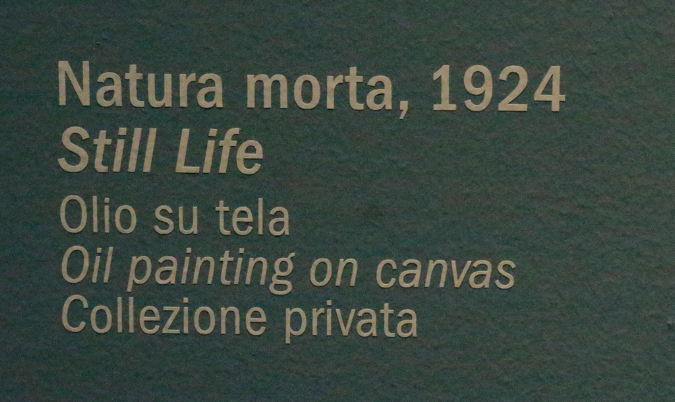 Natura morta, 1924
Still Life
Olio su tela
Oil painting on canvas
Collezione privata